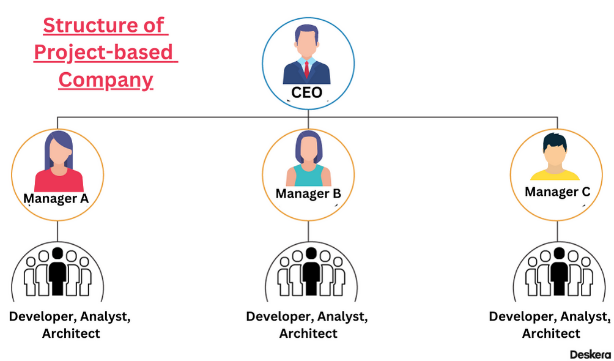 Structure of
Project-based
Company
CEO
Manager A
Manager B
Manager C
Developer, Analyst,
Architect
Developer, Analyst,
Architect
Developer, Analyst,
Architect
Deskera